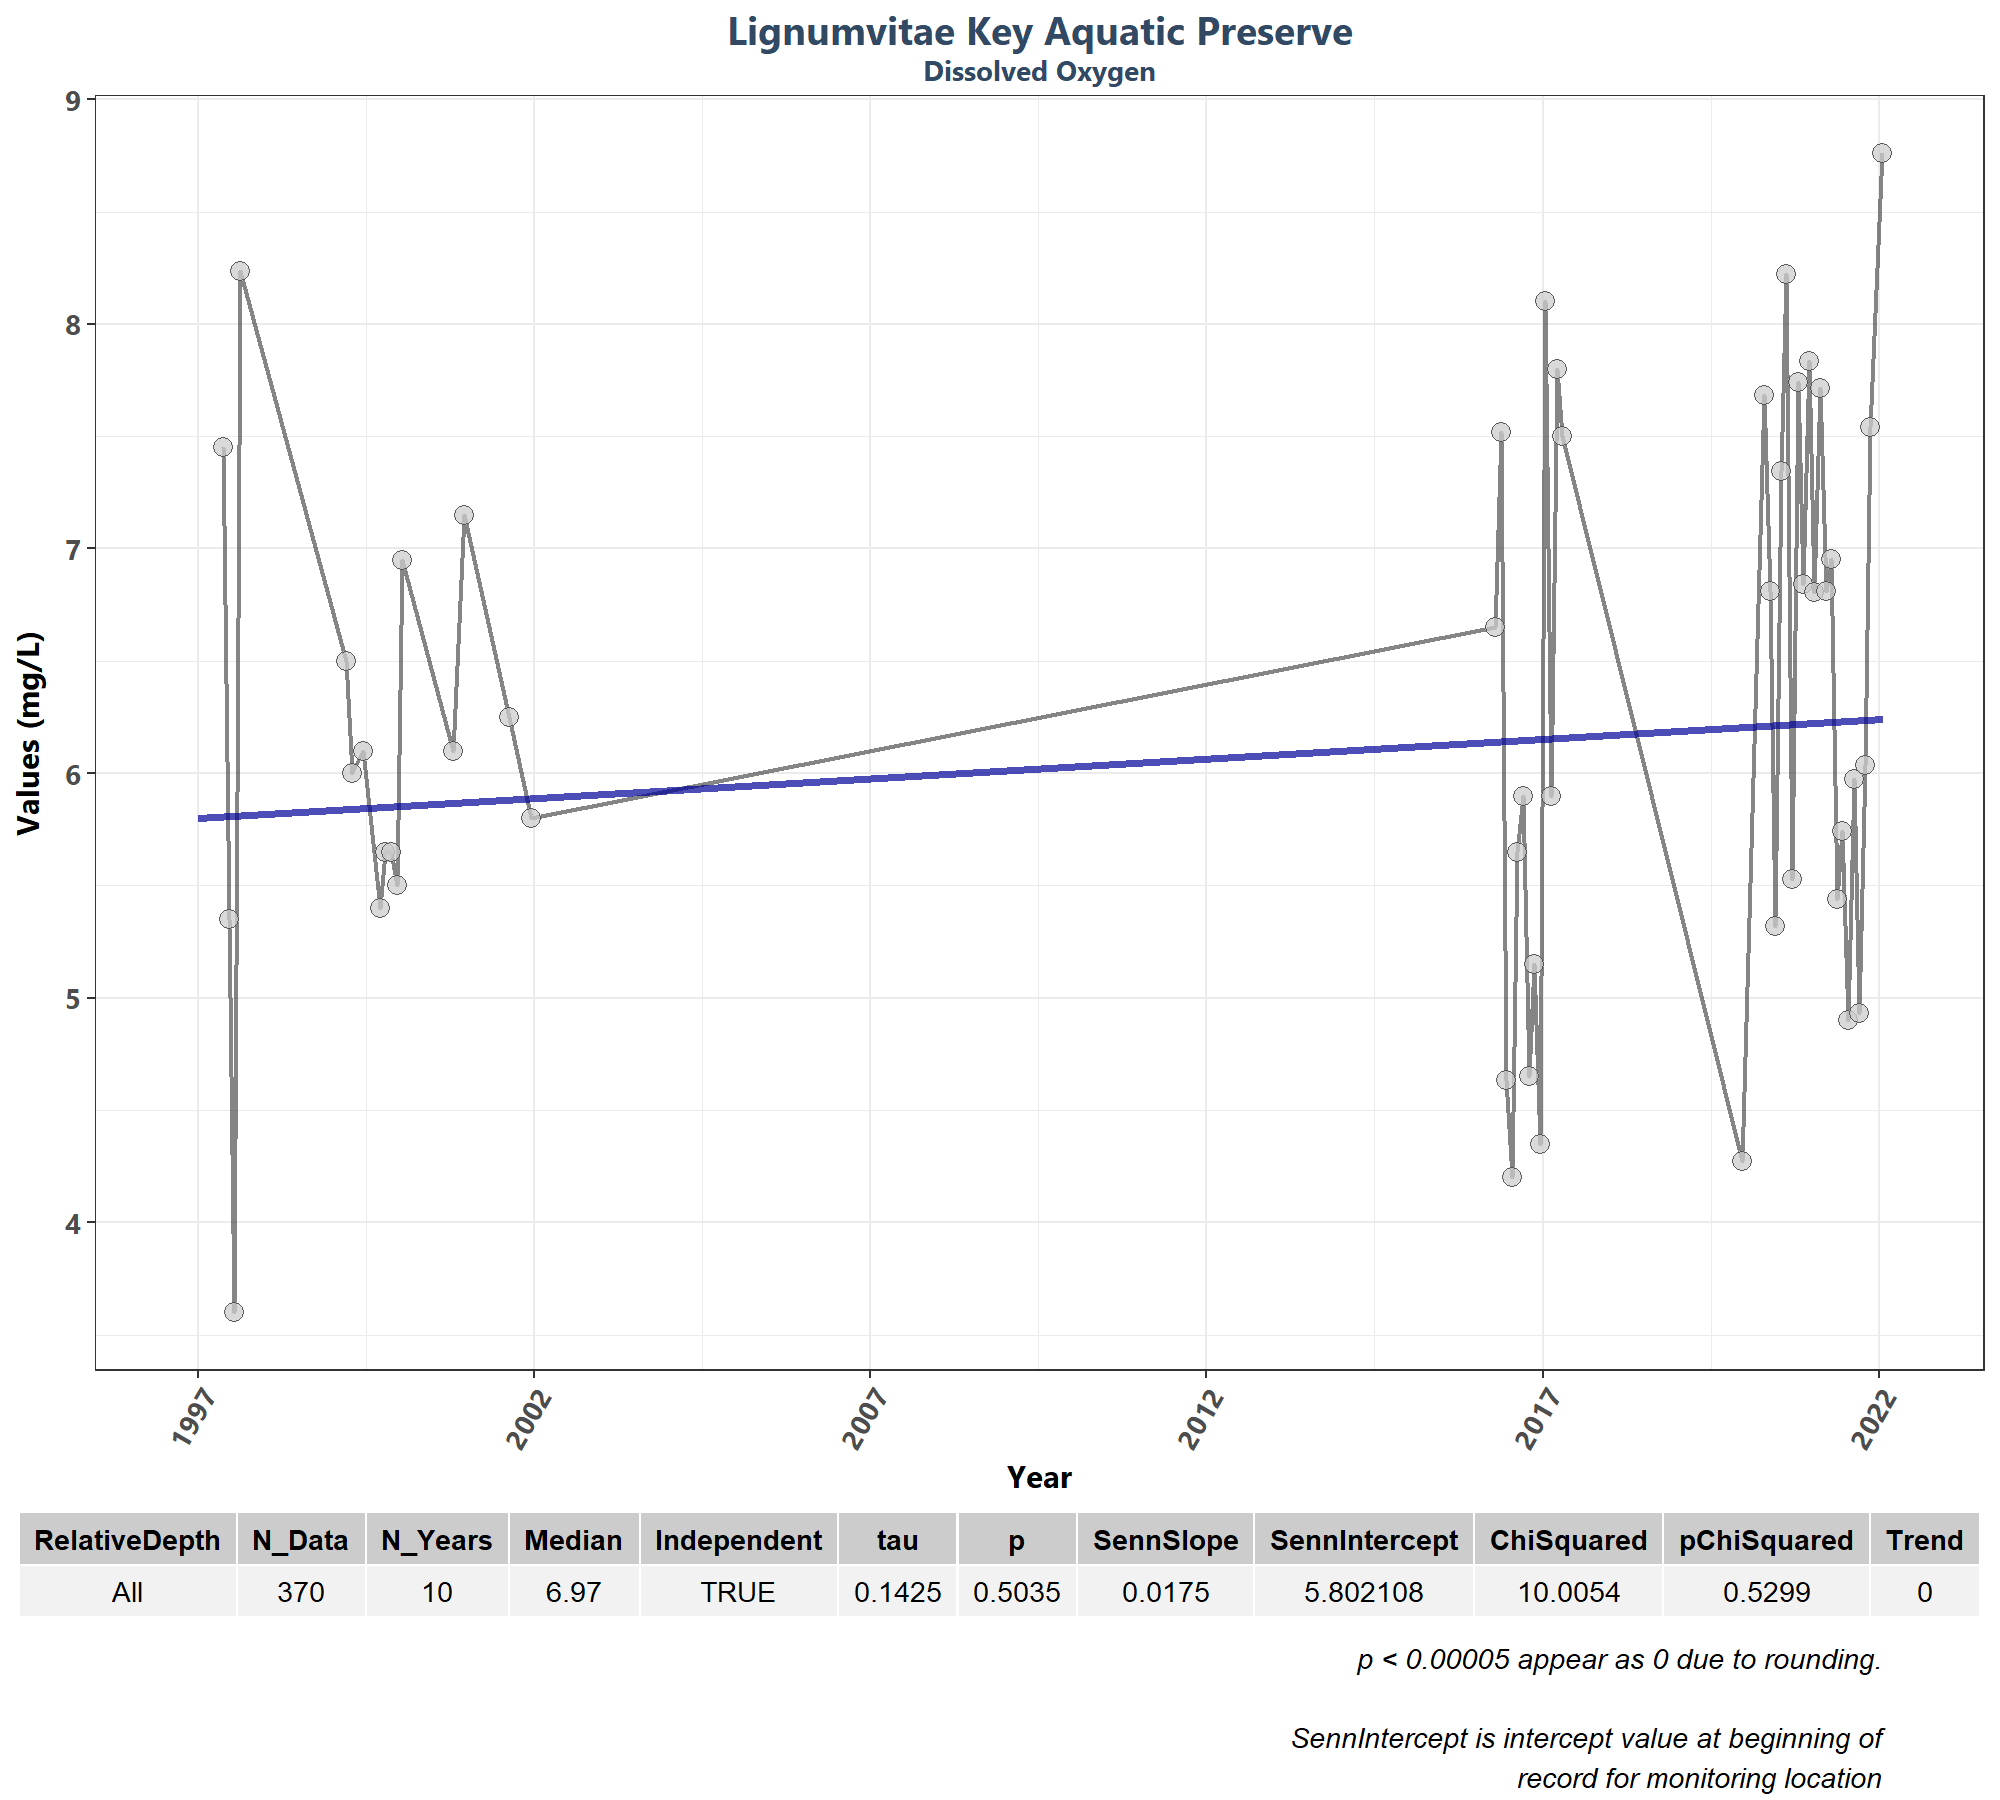 Lignumvitae Key Aquatic Preserve
Dissolved Oxygen
Values (mg/L)
9
8
7
6
5
4
1997 2002 2007 2012 2017 2022
Year
RelativeDepth N_Data N_Years Median Independent tau p SennSlope SennIntercept ChiSquared pChiSquared Trend
All 370 10 6.97 TRUE 0.1425 0.5035 0.0175 5.802108 10.0054 0.5299 0
p < 0.00005 appear as 0 due to rounding.
SennIntercept is intercept value at beginning of
record for monitoring location